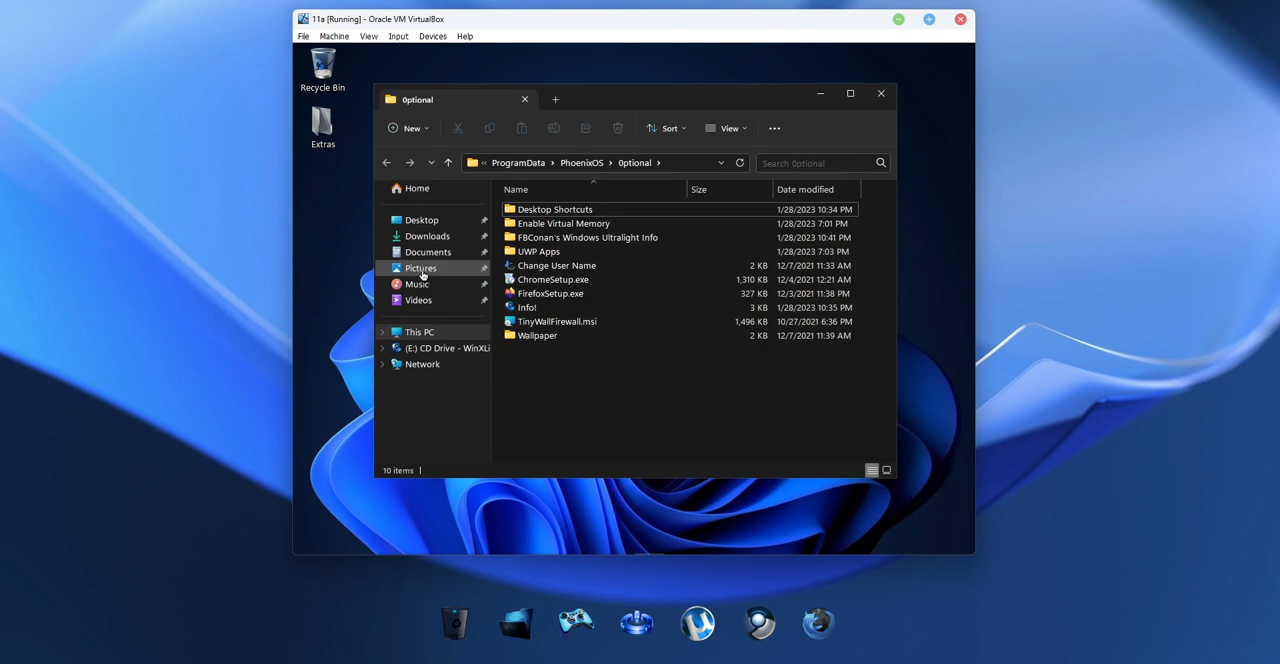 11a [Running] - Oracle VM VirtualBox
File Machine View Input Devices Help
Recycle Bin
Extras
0ptional
New Sort View
« ProgramData › PhoenixOS › 0ptional › Search 0ptional
Home
Desktop
Downloads
Documents
Pictures
Music
Videos
This PC
(E:) CD Drive - WinXLi
Network
Name Size Date modified
Desktop Shortcuts 1/28/2023 10:34 PM
Enable Virtual Memory 1/28/2023 7:01 PM
FBConan's Windows Ultralight Info 1/28/2023 10:41 PM
UWP Apps 1/28/2023 7:03 PM
Change User Name 2 KB 12/7/2021 11:33 AM
ChromeSetup.exe 1,310 KB 12/4/2021 12:21 AM
FirefoxSetup.exe 327 KB 12/3/2021 11:38 PM
Info! 3 KB 1/28/2023 10:35 PM
TinyWallFirewall.msi 1,496 KB 10/27/2021 6:36 PM
Wallpaper 2 KB 12/7/2021 11:39 AM
10 items